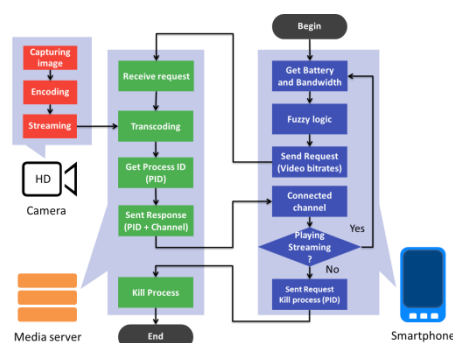 Capturing
image
Encoding
Streaming
HD
Camera
Media server
Receive request
Transcoding
Get Process ID
(PID)
Sent Response
(PID + Channel)
Kill Process
End
Begin
Get Battery
and Bandwidth
Fuzzy logic
Send Request
(Video bitrates)
Connected
channel
Playing
Streaming
?
Yes
No
Sent Request
Kill process (PID)
Smartphone